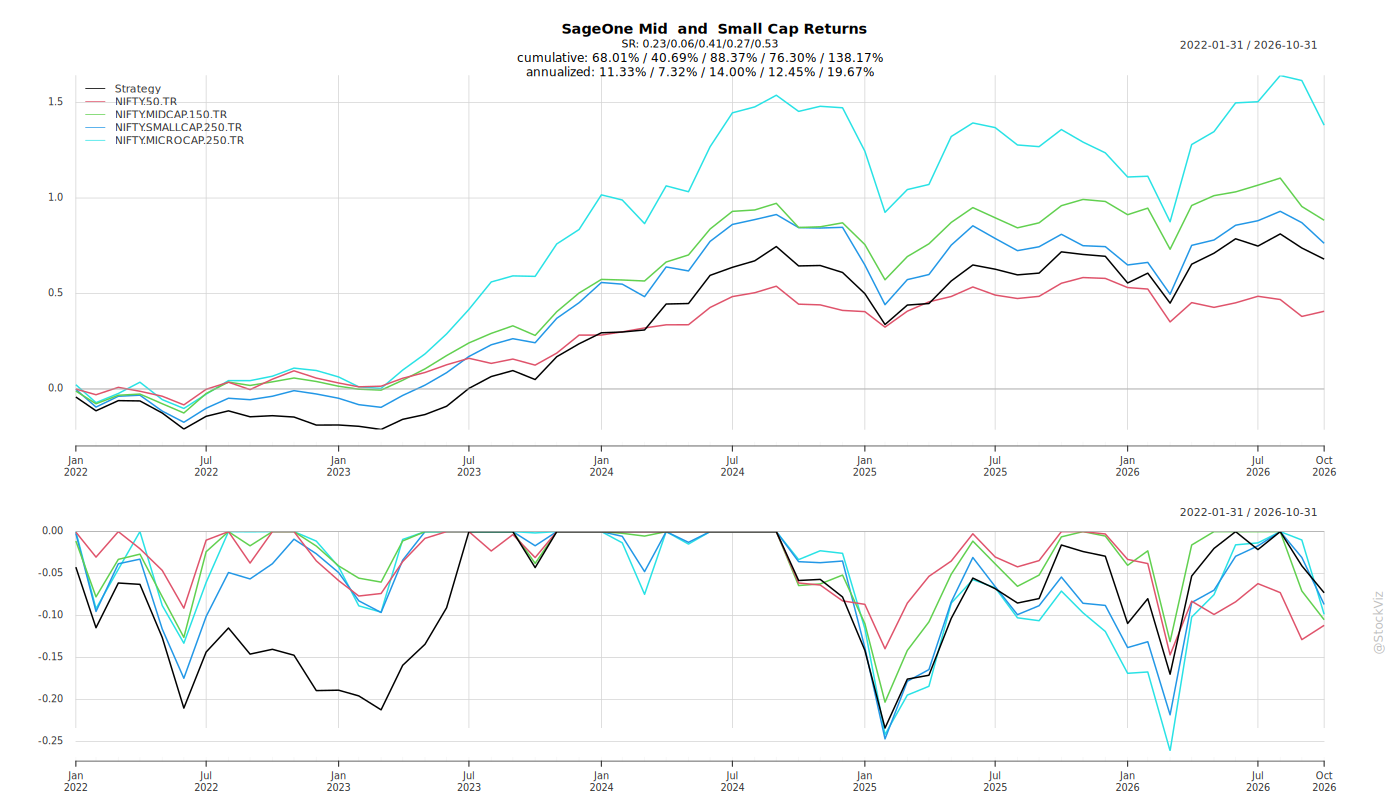 SageOne Mid and Small Cap Returns
SR: 0.23/0.06/0.41/0.27/0.53
cumulative: 68.01% / 40.69% / 88.37% / 76.30% / 138.17%
annualized: 11.33% / 7.32% / 14.00% / 12.45% / 19.67%
2022-01-31 / 2026-10-31
Strategy
NIFTY.50.TR
NIFTY.MIDCAP.150.TR
NIFTY.SMALLCAP.250.TR
NIFTY.MICROCAP.250.TR
1.5
1.0
0.5
0.0
Jan 2022
Jul 2022
Jan 2023
Jul 2023
Jan 2024
Jul 2024
Jan 2025
Jul 2025
Jan 2026
Jul 2026
Oct 2026
2022-01-31 / 2026-10-31
0.00
-0.05
-0.10
-0.15
-0.20
-0.25
Jan 2022
Jul 2022
Jan 2023
Jul 2023
Jan 2024
Jul 2024
Jan 2025
Jul 2025
Jan 2026
Jul 2026
Oct 2026
@StockViz